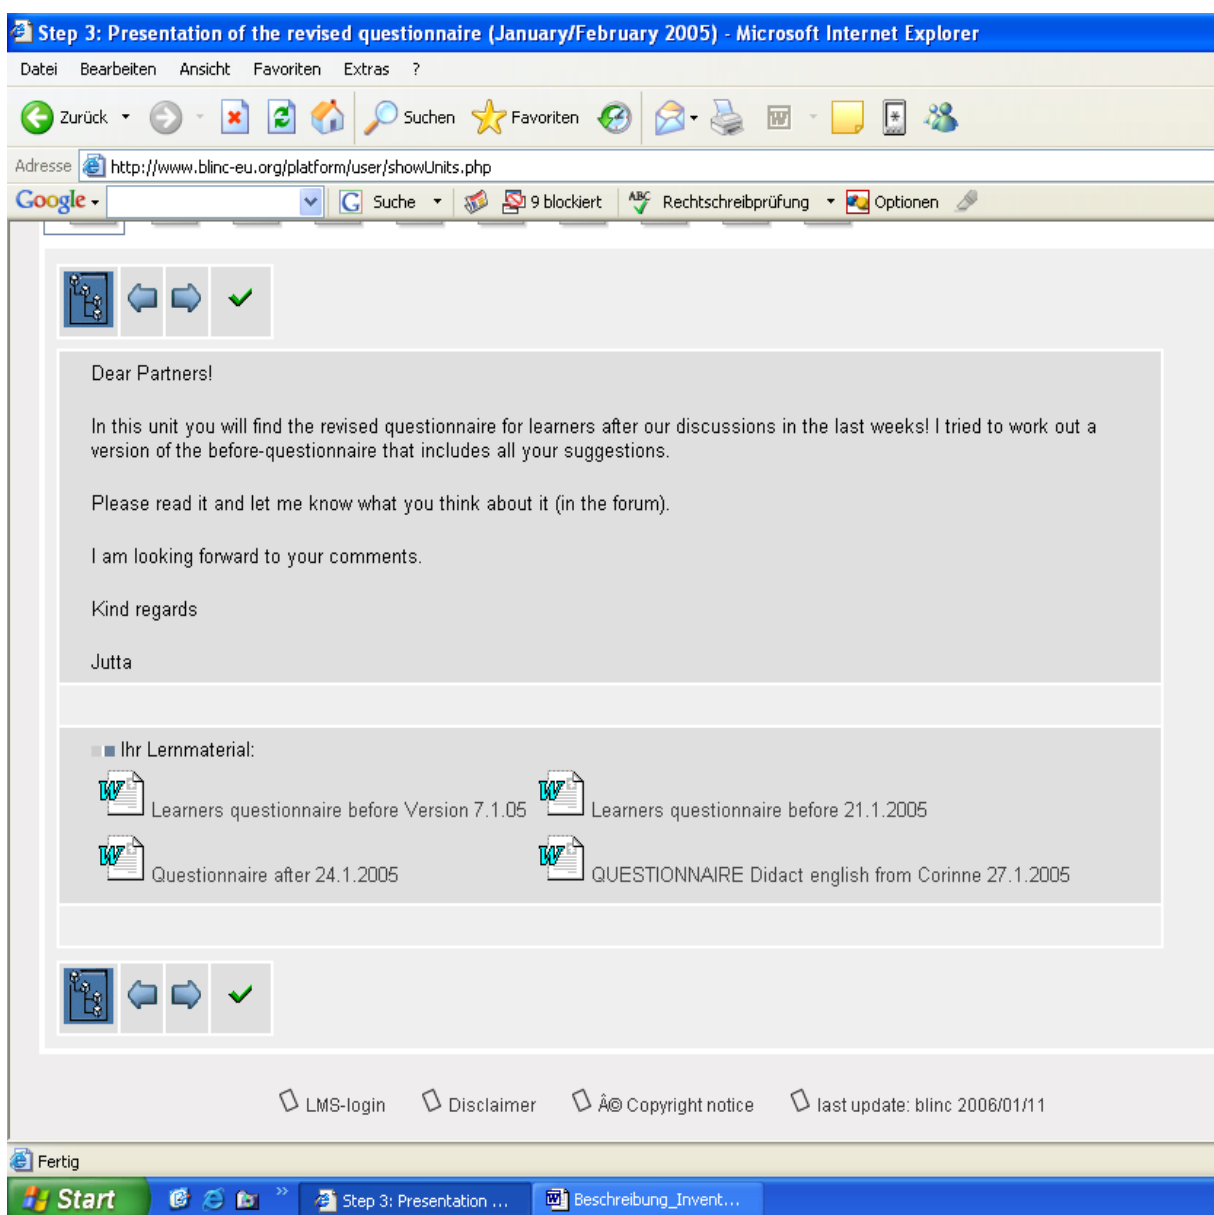 Step 3: Presentation of the revised questionnaire (January/February 2005) - Microsoft Internet Explorer
Datei Bearbeiten Ansicht Favoriten Extras ?
Zurück Suchen Favoriten
Adresse http://www.blinc-eu.org/platform/user/showUnits.php
Google Suche 9 blockiert Rechtschreibprüfung Optionen
Dear Partners!
In this unit you will find the revised questionnaire for learners after our discussions in the last weeks! I tried to work out a
version of the before-questionnaire that includes all your suggestions.
Please read it and let me know what you think about it (in the forum).
I am looking forward to your comments.
Kind regards
Jutta
Ihr Lernmaterial:
Learners questionnaire before Version 7.1.05 Learners questionnaire before 21.1.2005
Questionnaire after 24.1.2005 QUESTIONNAIRE Didact english from Corinne 27.1.2005
LMS-login Disclaimer Â© Copyright notice last update: blinc 2006/01/11
Fertig
Start Step 3: Presentation ... Beschreibung_Invent...